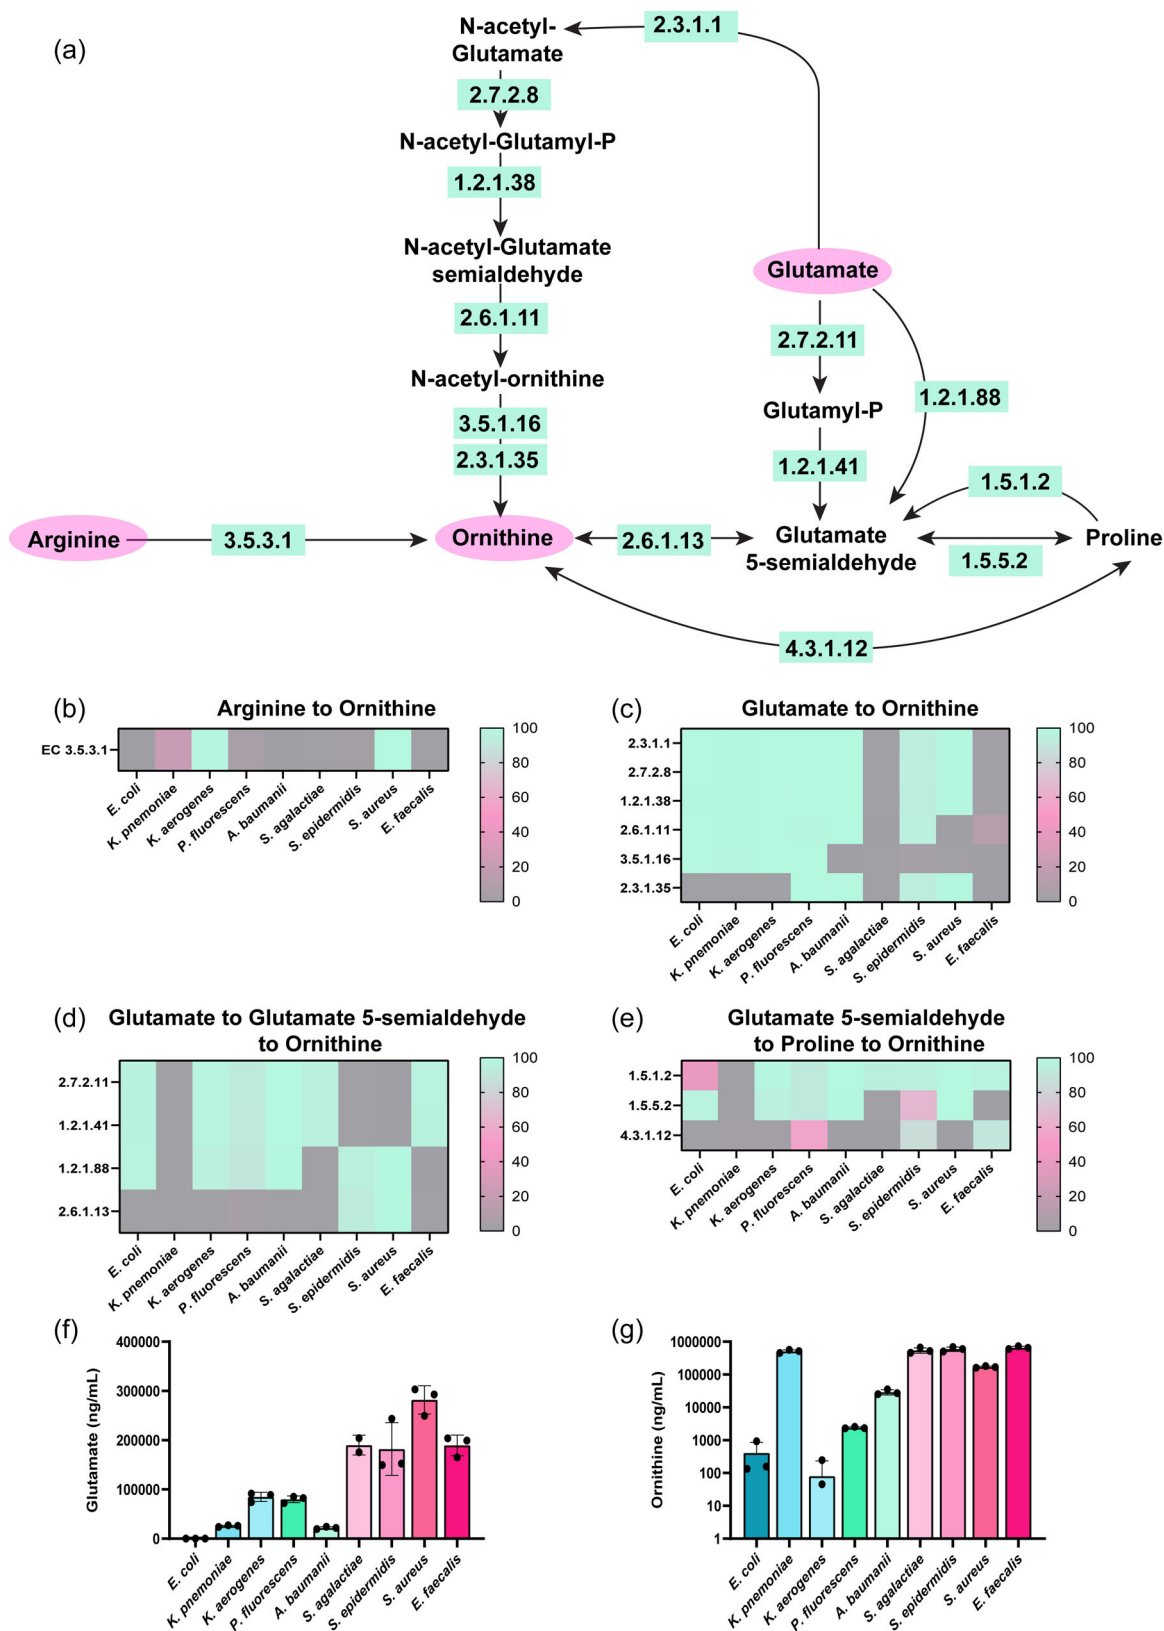 (a)
N-acetyl-
Glutamate
2.3.1.1
2.7.2.8
N-acetyl-Glutamyl-P
1.2.1.38
N-acetyl-Glutamate
semialdehyde
Glutamate
2.6.1.11
2.7.2.11
N-acetyl-ornithine
1.2.1.88
Glutamyl-P
3.5.1.16
2.3.1.35
1.2.1.41
1.5.1.2
Arginine
3.5.3.1
Ornithine
2.6.1.13
Glutamate
5-semialdehyde
1.5.5.2
Proline
4.3.1.12
(b)
Arginine to Ornithine
EC 3.5.3.1
E. coli
K. pnemoniae
K. aerogenes
P. fluorescens
A. baumanii
S. agalactiae
S. epidermidis
S. aureus
E. faecalis
100
80
60
40
20
0
(c)
Glutamate to Ornithine
2.3.1.1
2.7.2.8
1.2.1.38
2.6.1.11
3.5.1.16
2.3.1.35
E. coli
K. pnemoniae
K. aerogenes
P. fluorescens
A. baumanii
S. agalactiae
S. epidermidis
S. aureus
E. faecalis
100
80
60
40
20
0
(d)
Glutamate to Glutamate 5-semialdehyde
to Ornithine
2.7.2.11
1.2.1.41
1.2.1.88
2.6.1.13
E. coli
K. pnemoniae
K. aerogenes
P. fluorescens
A. baumanii
S. agalactiae
S. epidermidis
S. aureus
E. faecalis
100
80
60
40
20
0
(e)
Glutamate 5-semialdehyde
to Proline to Ornithine
1.5.1.2
1.5.5.2
4.3.1.12
E. coli
K. pnemoniae
K. aerogenes
P. fluorescens
A. baumanii
S. agalactiae
S. epidermidis
S. aureus
E. faecalis
100
80
60
40
20
0
(f)
Glutamate (ng/mL)
400000
300000
200000
100000
0
E. coli
K. pnemoniae
K. aerogenes
P. fluorescens
A. baumanii
S. agalactiae
S. epidermidis
S. aureus
E. faecalis
(g)
Ornithine (ng/mL)
1000000
100000
10000
1000
100
10
1
E. coli
K. pnemoniae
K. aerogenes
P. fluorescens
A. baumanii
S. agalactiae
S. epidermidis
S. aureus
E. faecalis